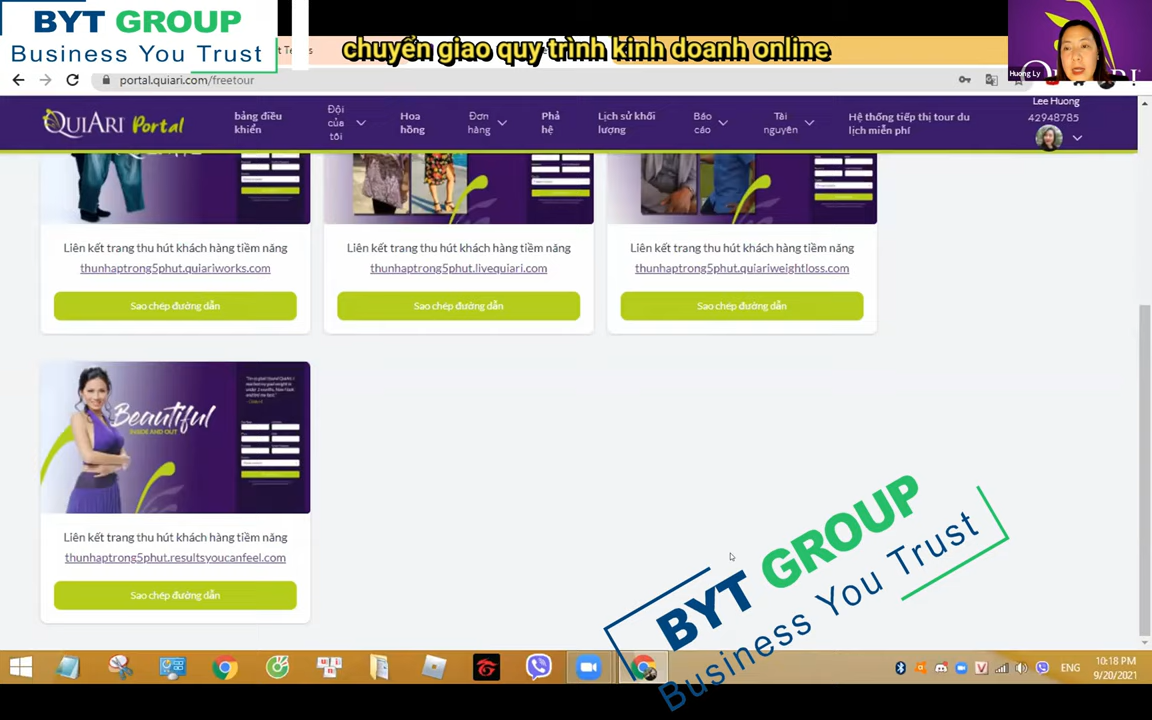 BYT GROUP
Business You Trust
chuyển giao quy trình kinh doanh online
portal.quiari.com/freetour
Huong Ly
QUIARI Portal
bảng điều khiển
Đội của tôi
Hoa hồng
Đơn hàng
Phả hệ
Lịch sử khối lượng
Báo cáo
Tài nguyên
Hệ thống tiếp thị tour du lịch miễn phí
Lee Huong
42948785
Liên kết trang thu hút khách hàng tiềm năng
thunhaptrong5phut.quiariworks.com
Sao chép đường dẫn
Liên kết trang thu hút khách hàng tiềm năng
thunhaptrong5phut.livequiari.com
Sao chép đường dẫn
Liên kết trang thu hút khách hàng tiềm năng
thunhaptrong5phut.quiariweightloss.com
Sao chép đường dẫn
Beautiful
INSIDE AND OUT
Liên kết trang thu hút khách hàng tiềm năng
thunhaptrong5phut.resultsyoucanfeel.com
Sao chép đường dẫn
BYT GROUP
Business You Trust
ENG
10:18 PM
9/20/2021